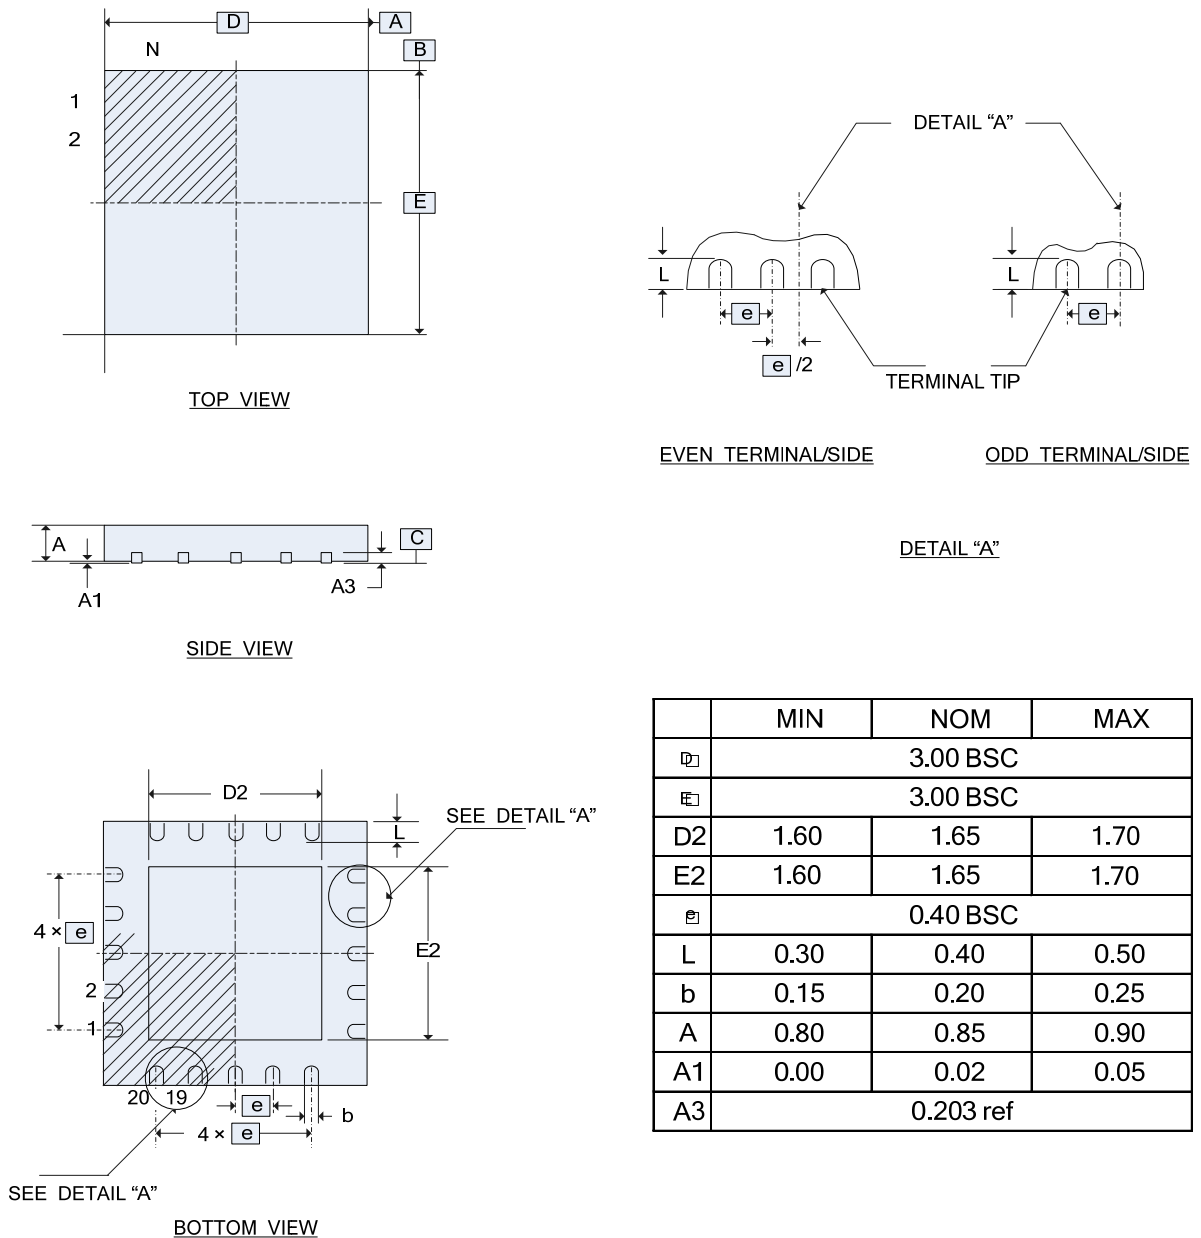 D
A
N
B
1
2
E
TOP VIEW
DETAIL “A”
L
e
e /2
L
e
TERMINAL TIP
EVEN TERMINAL/SIDE
ODD TERMINAL/SIDE
DETAIL “A”
A
C
A1
A3
SIDE VIEW
D2
L
SEE DETAIL “A”
4 × e
E2
2
1
20 19
e
b
4 × e
SEE DETAIL “A”
BOTTOM VIEW
MIN NOM MAX
D 3.00 BSC
E 3.00 BSC
D2 1.60 1.65 1.70
E2 1.60 1.65 1.70
e 0.40 BSC
L 0.30 0.40 0.50
b 0.15 0.20 0.25
A 0.80 0.85 0.90
A1 0.00 0.02 0.05
A3 0.203 ref